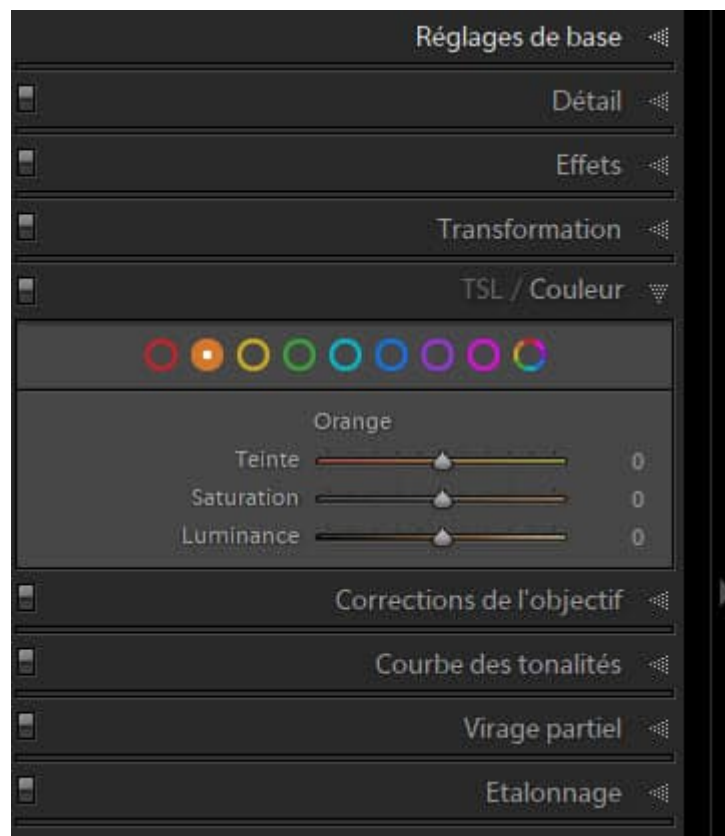 Réglages de base
Détail
Effets
Transformation
TSL / Couleur
Orange
Teinte 0
Saturation 0
Luminance 0
Corrections de l'objectif
Courbe des tonalités
Virage partiel
Etalonnage